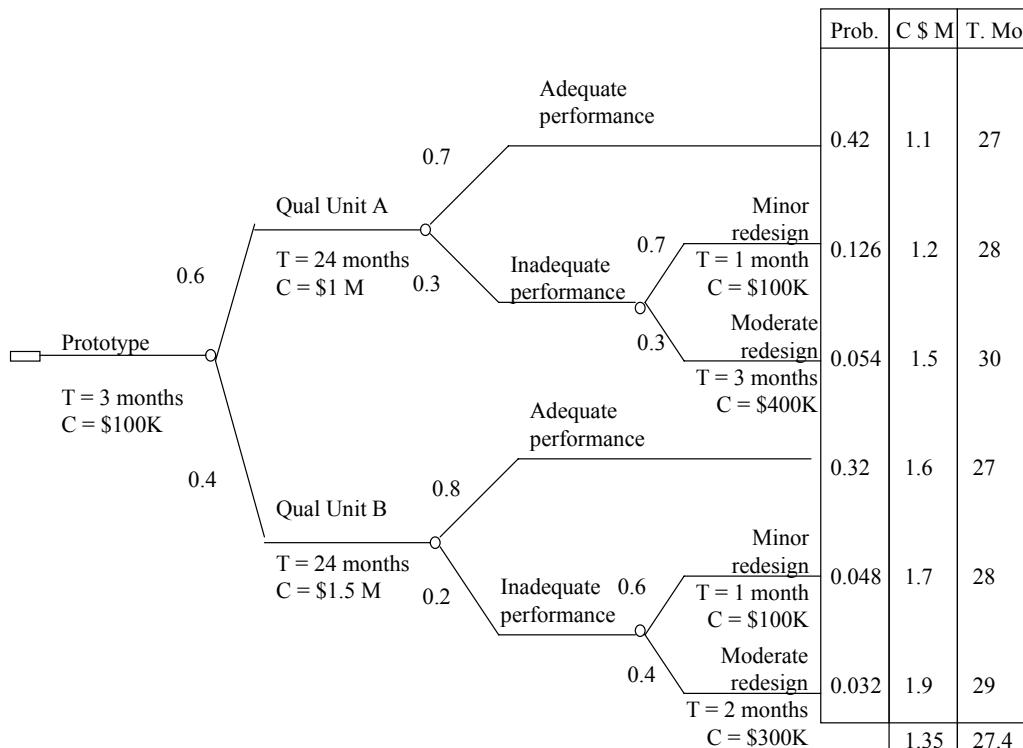 Prob. C $ M T. Mo
Adequate
performance
0.42 1.1 27
0.7
Qual Unit A
T = 24 months
C = $1 M
0.3
0.6
Inadequate
performance
0.7
Minor
redesign
T = 1 month
C = $100K
0.126 1.2 28
0.3
Moderate
redesign
T = 3 months
C = $400K
0.054 1.5 30
Prototype
T = 3 months
C = $100K
0.4
Adequate
performance
0.32 1.6 27
0.8
Qual Unit B
T = 24 months
C = $1.5 M
0.2
Inadequate
performance
0.6
Minor
redesign
T = 1 month
C = $100K
0.048 1.7 28
0.4
Moderate
redesign
T = 2 months
C = $300K
0.032 1.9 29
1.35 27.4